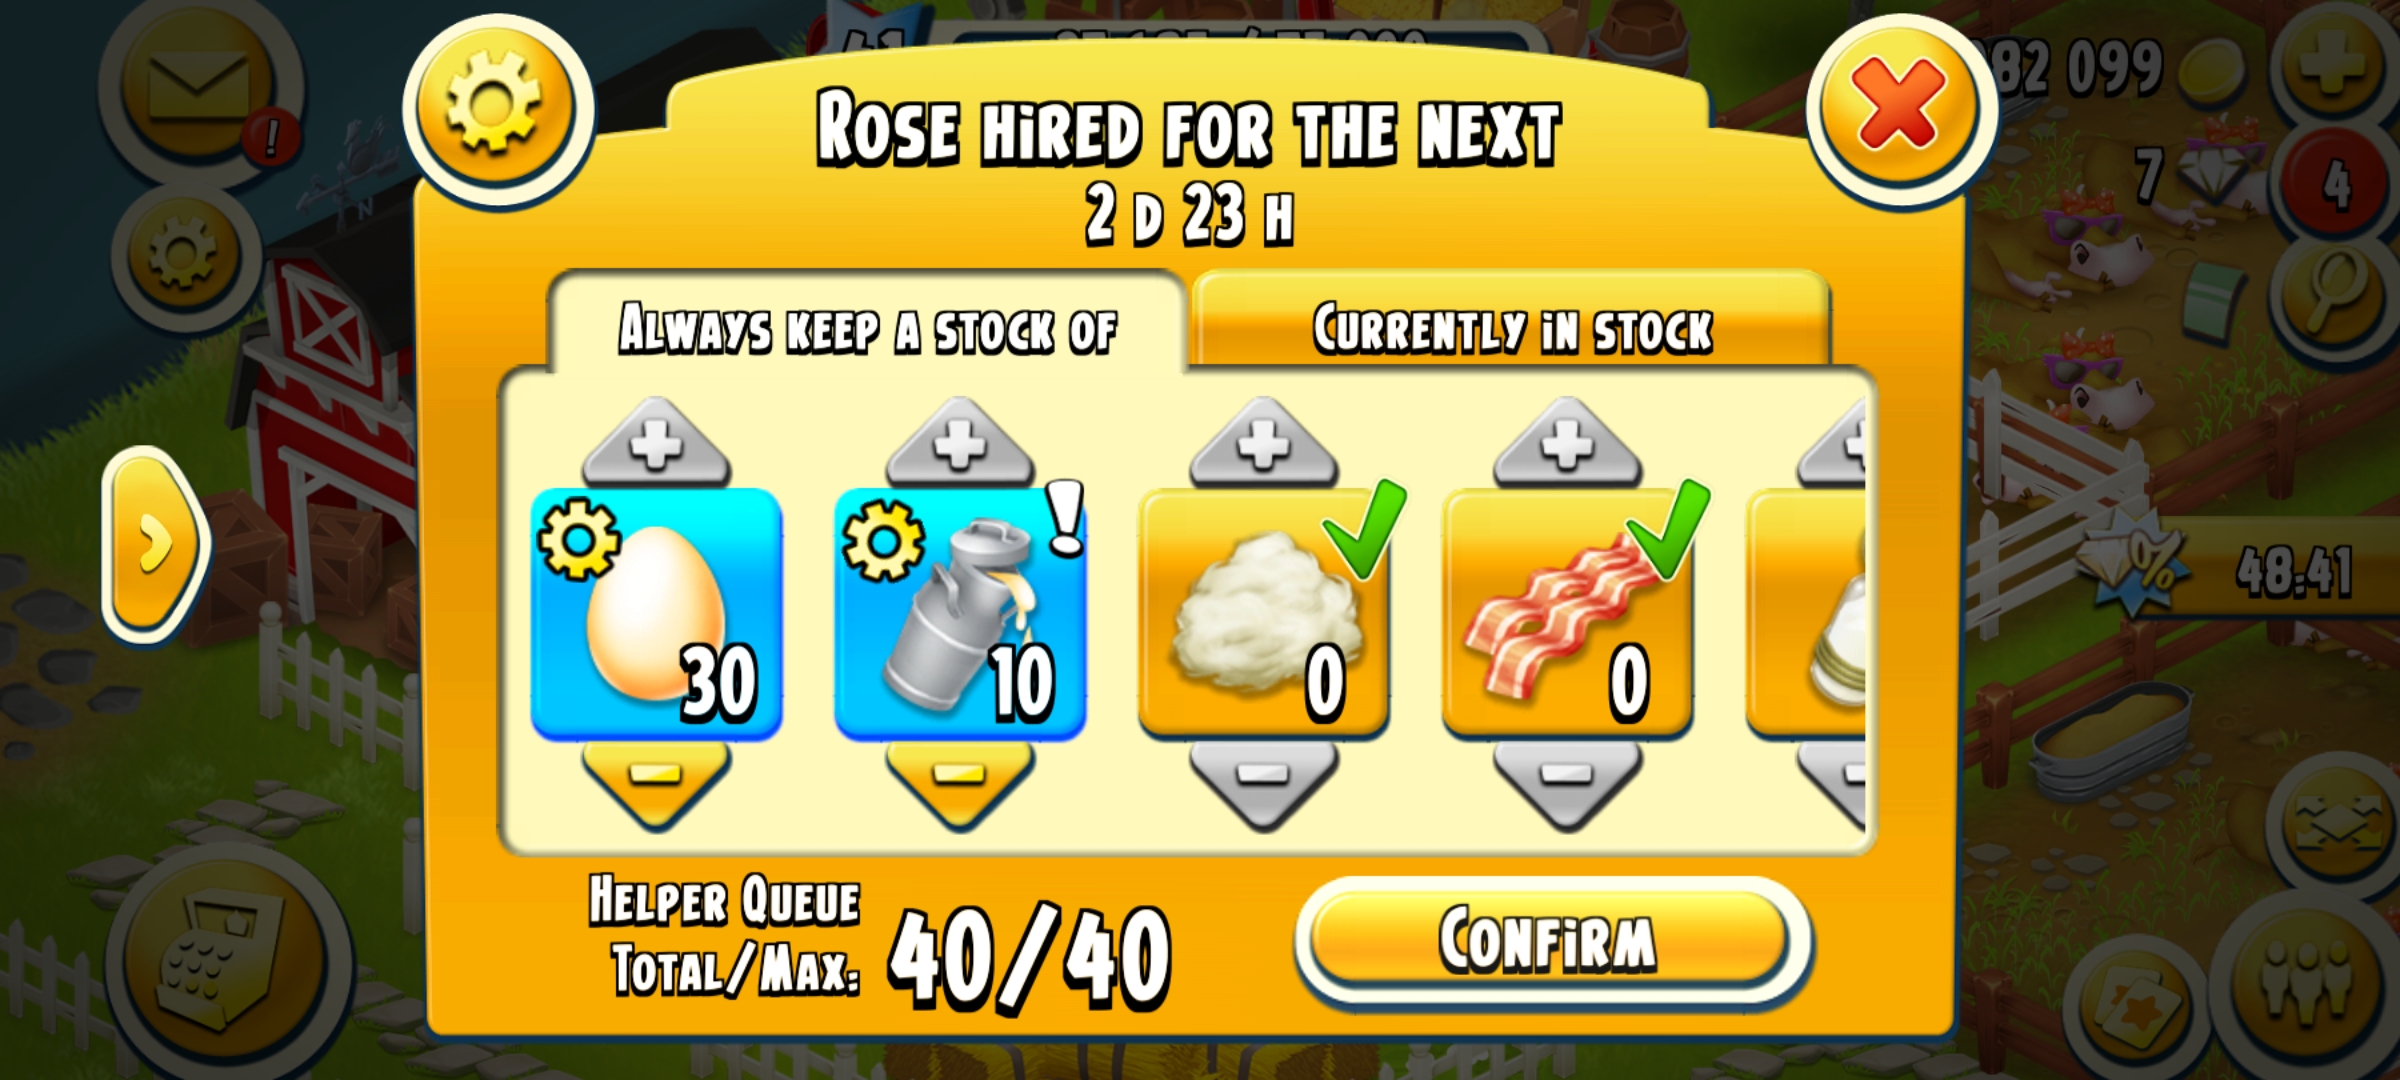 82 099
7
4
ROSE HIRED FOR THE NEXT
2 D 23 H
ALWAYS KEEP A STOCK OF
CURRENTLY IN STOCK
30
10
0
0
%
48:41
HELPER QUEUE
TOTAL/MAX:
40/40
CONFIRM
N